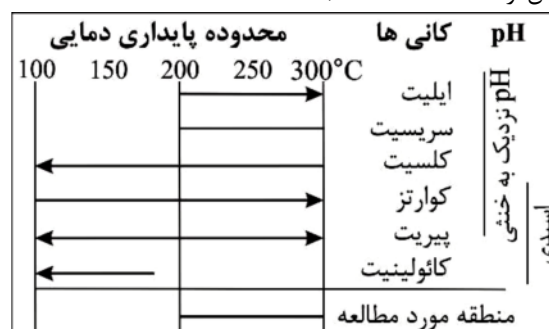 pH کانی ها محدوده پایداری دمایی
100 150 200 250 300°C
ایلیت
سریسیت
کلسیت
کوارتز
پیریت
کائولینیت
pH نزدیک به خنثی
اسیدی
منطقه مورد مطالعه